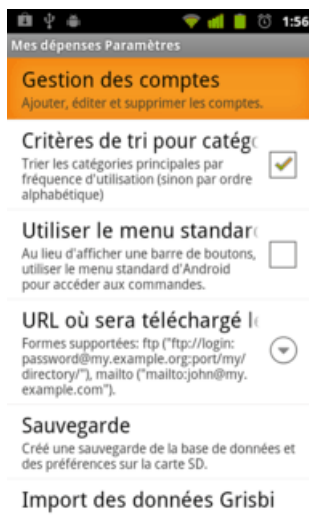 1:56
Mes dépenses Paramètres
Gestion des comptes
Ajouter, éditer et supprimer les comptes.
Critères de tri pour catég
Trier les catégories principales par
fréquence d'utilisation (sinon par ordre
alphabétique)
Utiliser le menu standar
Au lieu d'afficher une barre de boutons,
utiliser le menu standard d'Android
pour accéder aux commandes.
URL où sera téléchargé l
Formes supportées: ftp ("ftp://login:
password@my.example.org:port/my/
directory/"), mailto ("mailto:john@my.
example.com").
Sauvegarde
Créé une sauvegarde de la base de données et
des préférences sur la carte SD.
Import des données Grisbi